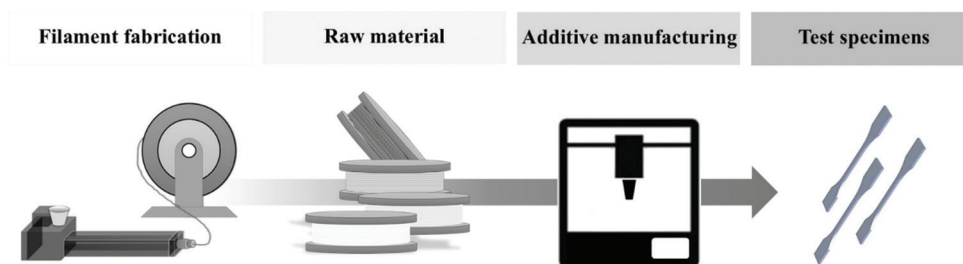 Filament fabrication
Raw material
Additive manufacturing
Test specimens